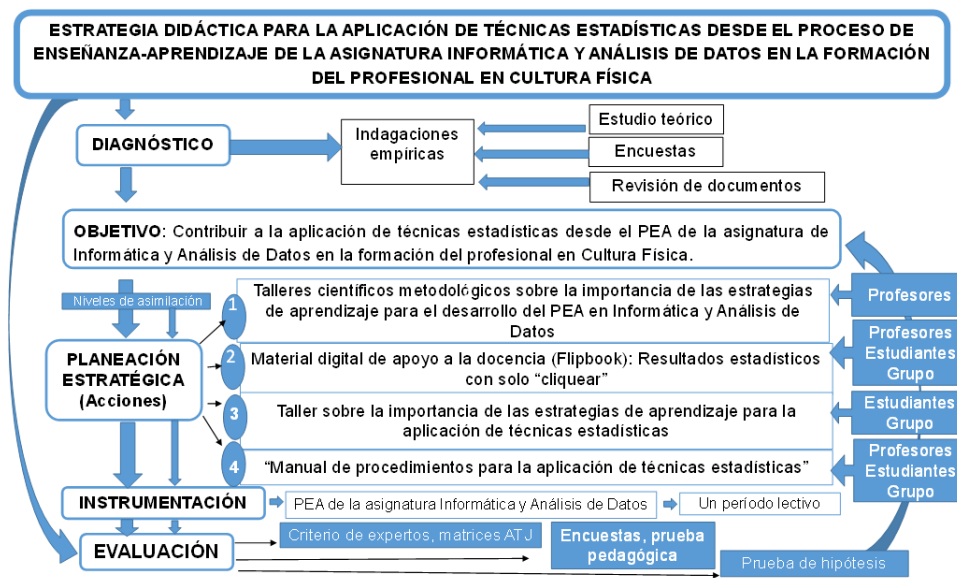 ESTRATEGIA DIDÁCTICA PARA LA APLICACIÓN DE TÉCNICAS ESTADÍSTICAS DESDE EL PROCESO DE
ENSEÑANZA-APRENDIZAJE DE LA ASIGNATURA INFORMÁTICA Y ANÁLISIS DE DATOS EN LA FORMACIÓN
DEL PROFESIONAL EN CULTURA FÍSICA
DIAGNÓSTICO
Indagaciones
empíricas
Estudio teórico
Encuestas
Revisión de documentos
OBJETIVO: Contribuir a la aplicación de técnicas estadísticas desde el PEA de la asignatura de
Informática y Análisis de Datos en la formación del profesional en Cultura Física.
Niveles de asimilación
PLANEACIÓN
ESTRATÉGICA
(Acciones)
1
Talleres científicos metodológicos sobre la importancia de las estrategias
de aprendizaje para el desarrollo del PEA en Informática y Análisis de
Datos
Profesores
2
Material digital de apoyo a la docencia (Flipbook): Resultados estadísticos
con solo “cliquear”
Profesores
Estudiantes
Grupo
3
Taller sobre la importancia de las estrategias de aprendizaje para la
aplicación de técnicas estadísticas
Estudiantes
Grupo
4
“Manual de procedimientos para la aplicación de técnicas estadísticas”
Profesores
Estudiantes
Grupo
INSTRUMENTACIÓN
PEA de la asignatura Informática y Análisis de Datos
Un período lectivo
EVALUACIÓN
Criterio de expertos, matrices ATJ
Encuestas, prueba
pedagógica
Prueba de hipótesis